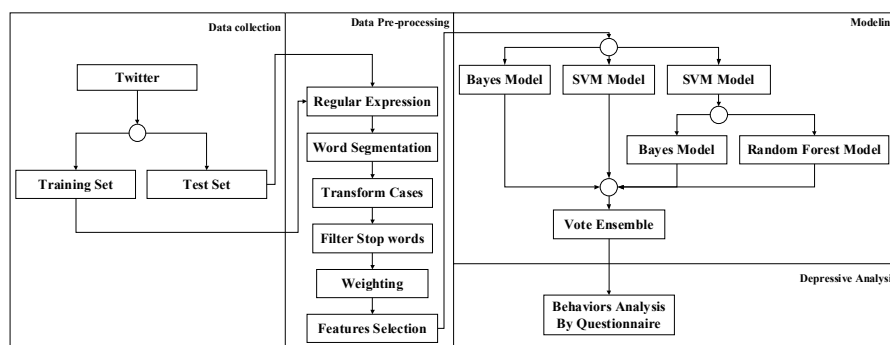 Data collection
Twitter
Training Set
Test Set
Data Pre-processing
Regular Expression
Word Segmentation
Transform Cases
Filter Stop words
Weighting
Features Selection
Modelin
Bayes Model
SVM Model
SVM Model
Bayes Model
Random Forest Model
Vote Ensemble
Depressive Analysi
Behaviors Analysis
By Questionnaire